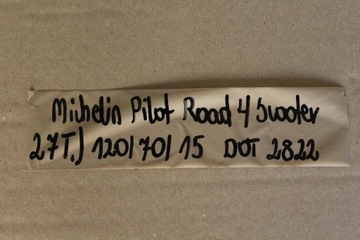 Michelin Pilot Road 4 Scooter
27T.) 120/70/15 DOT 2822